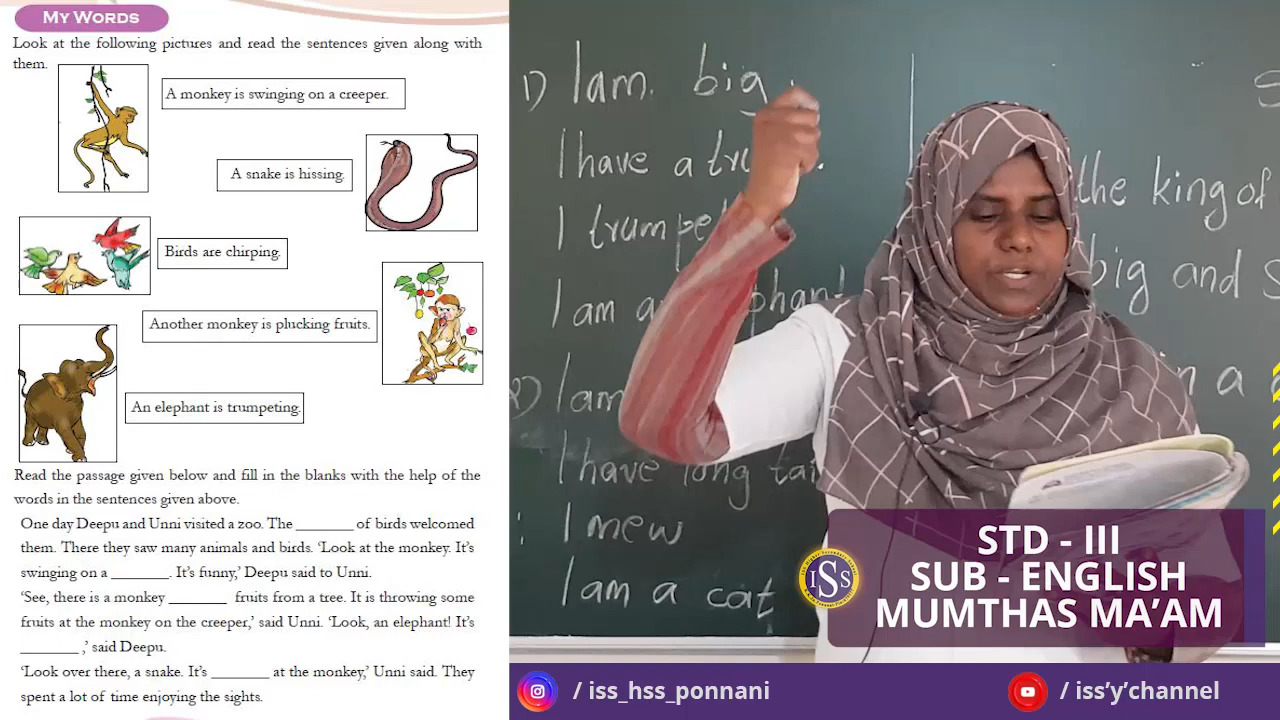 MY WORDS
Look at the following pictures and read the sentences given along with
them.
A monkey is swinging on a creeper.
A snake is hissing.
Birds are chirping.
Another monkey is plucking fruits.
An elephant is trumpeting.
Read the passage given below and fill in the blanks with the help of the
words in the sentences given above.
One day Deepu and Unni visited a zoo. The _______ of birds welcomed
them. There they saw many animals and birds. ‘Look at the monkey. It’s
swinging on a _______. It’s funny,’ Deepu said to Unni.
‘See, there is a monkey _______ fruits from a tree. It is throwing some
fruits at the monkey on the creeper,’ said Unni. ‘Look, an elephant! It’s
_______ ,’ said Deepu.
‘Look over there, a snake. It’s _______ at the monkey,’ Unni said. They
spent a lot of time enjoying the sights.
1) I am big.
I have a
I
I am
2) I am
I have long
I mew
I am a cat
the king of
big and
in a
ISS
STD - III
SUB - ENGLISH
MUMTHAS MA’AM
/ iss_hss_ponnani
/ iss’y’channel